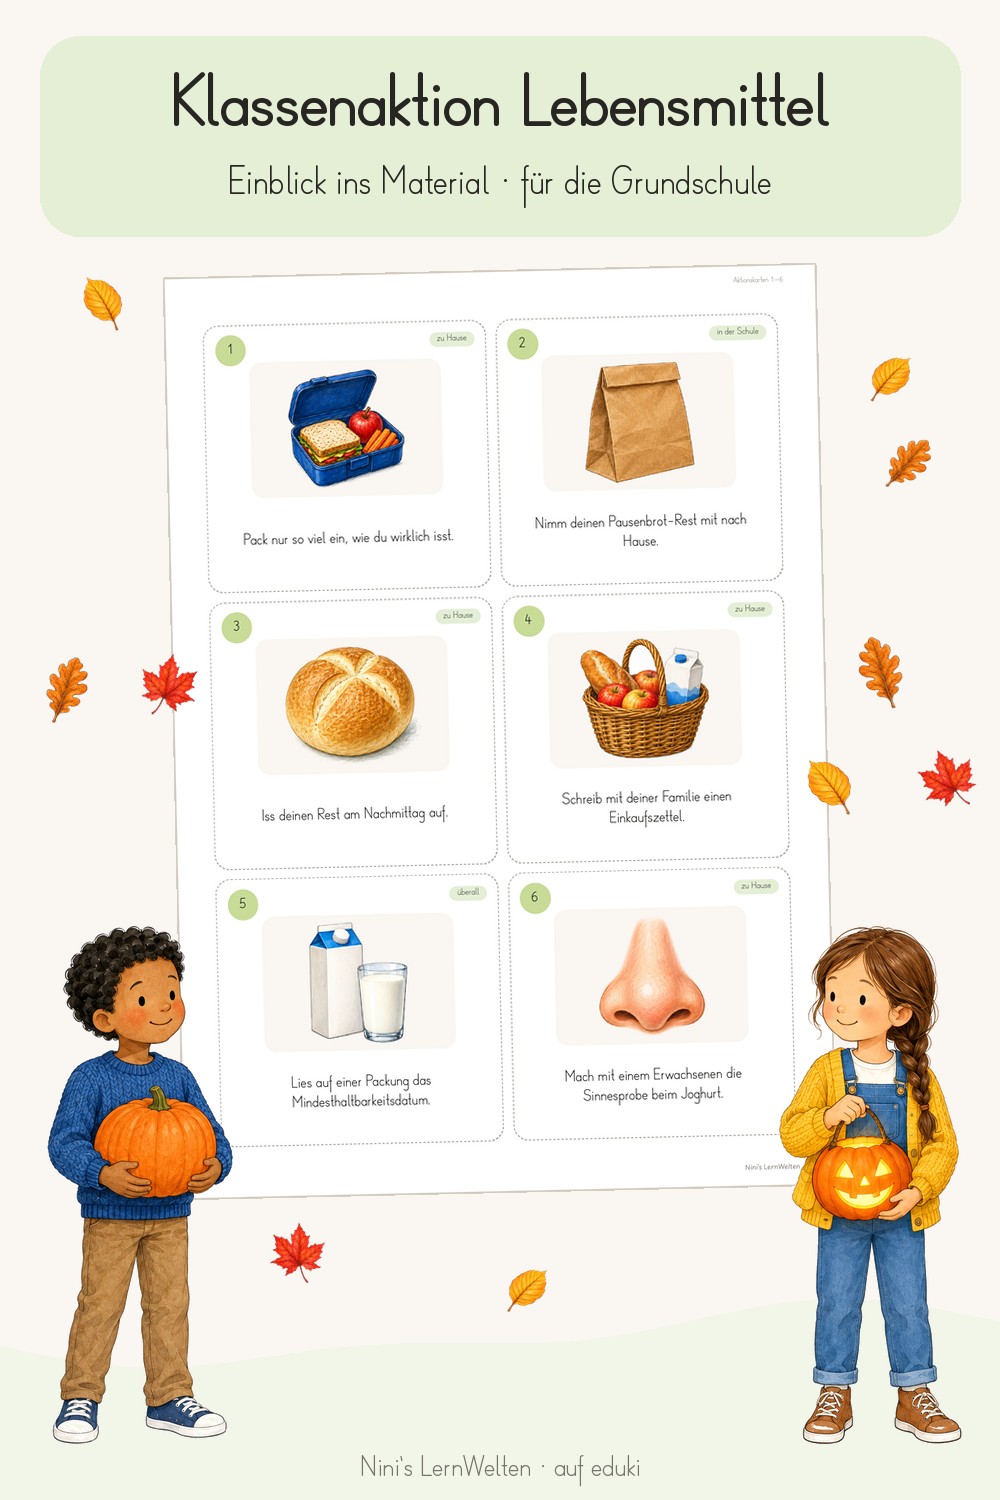 Klassenaktion Lebensmittel
Einblick ins Material · für die Grundschule
Aktionskarten 1–6
1
zu Hause
Pack nur so viel ein, wie du wirklich isst.
2
in der Schule
Nimm deinen Pausenbrot-Rest mit nach
Hause.
3
zu Hause
Iss deinen Rest am Nachmittag auf.
4
zu Hause
Schreib mit deiner Familie einen
Einkaufszettel.
5
überall
Lies auf einer Packung das
Mindesthaltbarkeitsdatum.
6
zu Hause
Mach mit einem Erwachsenen die
Sinnesprobe beim Joghurt.
Nini's LernWelten
Nini's LernWelten · auf eduki